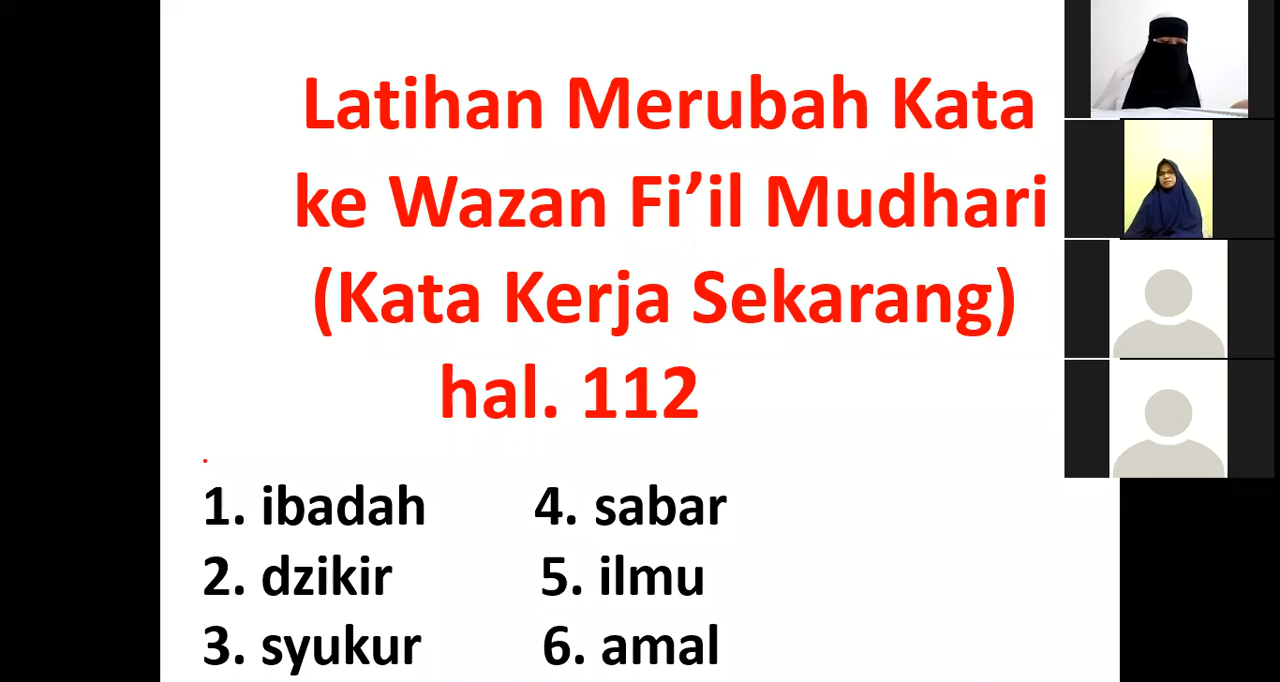 Latihan Merubah Kata
ke Wazan Fi’il Mudhari
(Kata Kerja Sekarang)
hal. 112
1. ibadah 4. sabar
2. dzikir 5. ilmu
3. syukur 6. amal